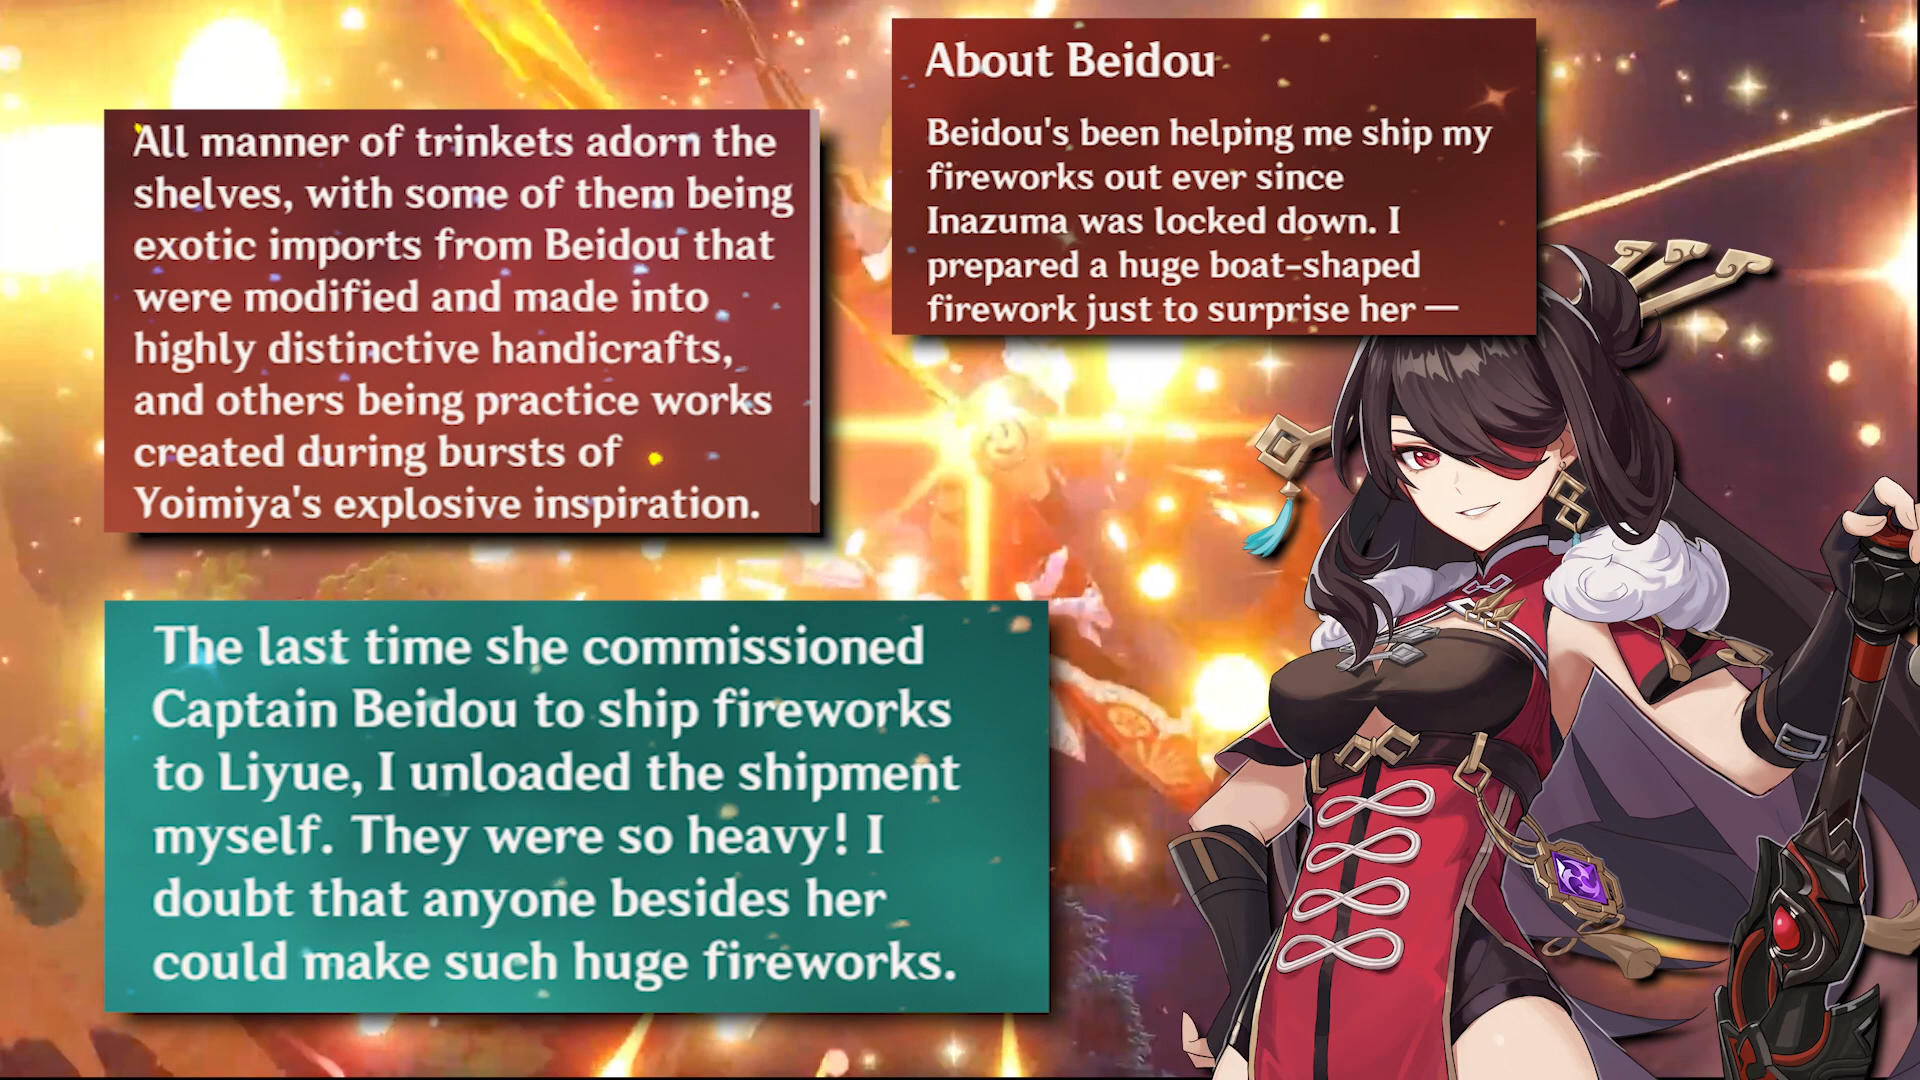 All manner of trinkets adorn the
shelves, with some of them being
exotic imports from Beidou that
were modified and made into
highly distinctive handicrafts,
and others being practice works
created during bursts of
Yoimiya's explosive inspiration.
About Beidou
Beidou's been helping me ship my
fireworks out ever since
Inazuma was locked down. I
prepared a huge boat-shaped
firework just to surprise her —
The last time she commissioned
Captain Beidou to ship fireworks
to Liyue, I unloaded the shipment
myself. They were so heavy! I
doubt that anyone besides her
could make such huge fireworks.